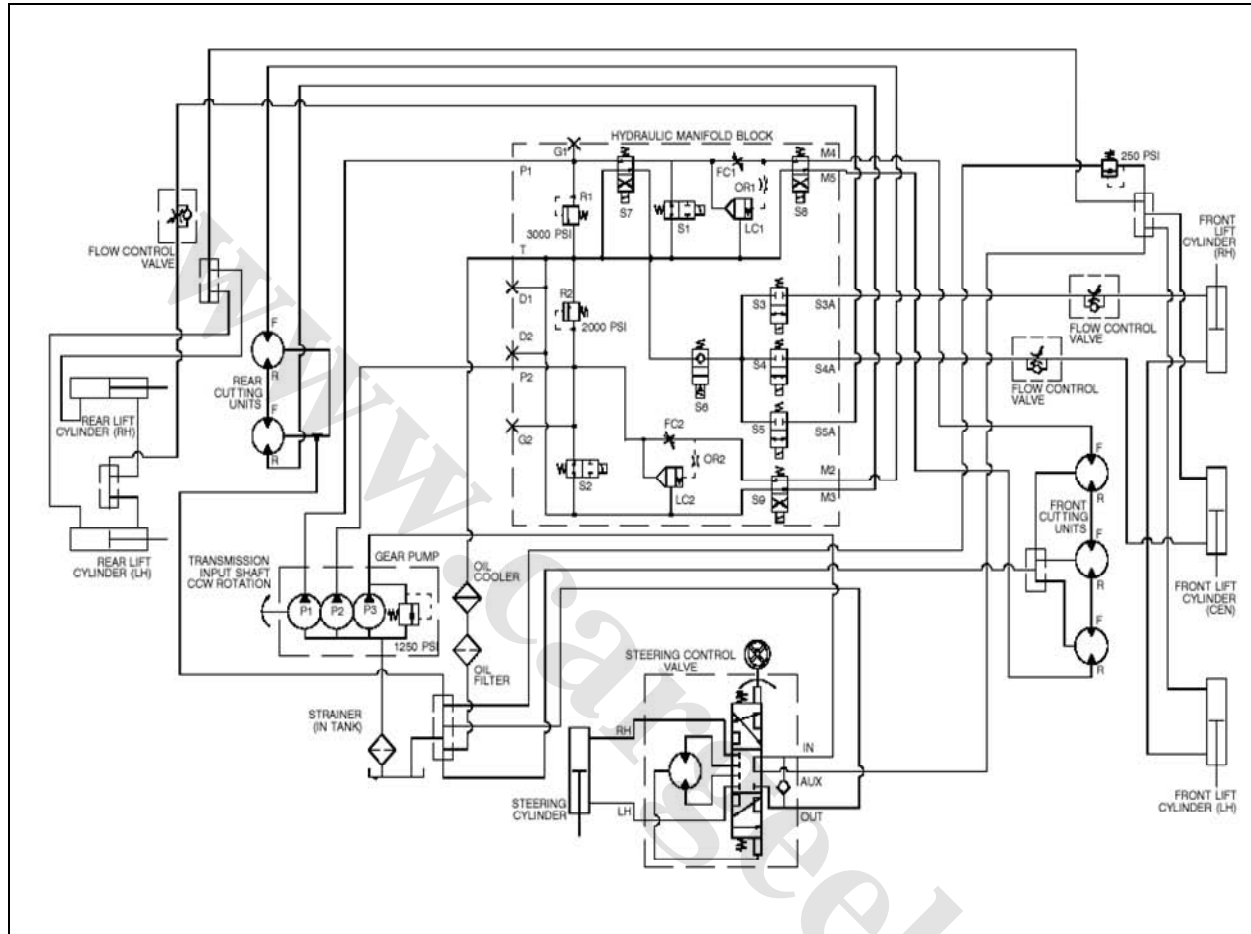 HYDRAULIC MANIFOLD BLOCK
G1
P1
R1
3000 PSI
S7
S1
FC1
OR1
LC1
S8
M4
M5
250 PSI
FRONT
LIFT
CYLINDER
(RH)
FLOW CONTROL
VALVE
T
D1
R2
2000 PSI
D2
P2
G2
S2
S3
S3A
S4
S4A
S6
S5
S5A
FC2
OR2
LC2
S9
M2
M3
FLOW CONTROL
VALVE
FLOW CONTROL
VALVE
F
R
REAR
CUTTING
UNITS
F
R
REAR LIFT
CYLINDER (RH)
REAR LIFT
CYLINDER (LH)
TRANSMISSION
INPUT SHAFT
CCW ROTATION
GEAR PUMP
P1
P2
P3
1250 PSI
OIL
COOLER
OIL
FILTER
STRAINER
(IN TANK)
STEERING CONTROL
VALVE
RH
LH
IN
AUX
OUT
STEERING
CYLINDER
F
R
FRONT
CUTTING
UNITS
F
R
F
R
FRONT LIFT
CYLINDER
(CEN)
FRONT LIFT
CYLINDER (LH)
www.cargeek